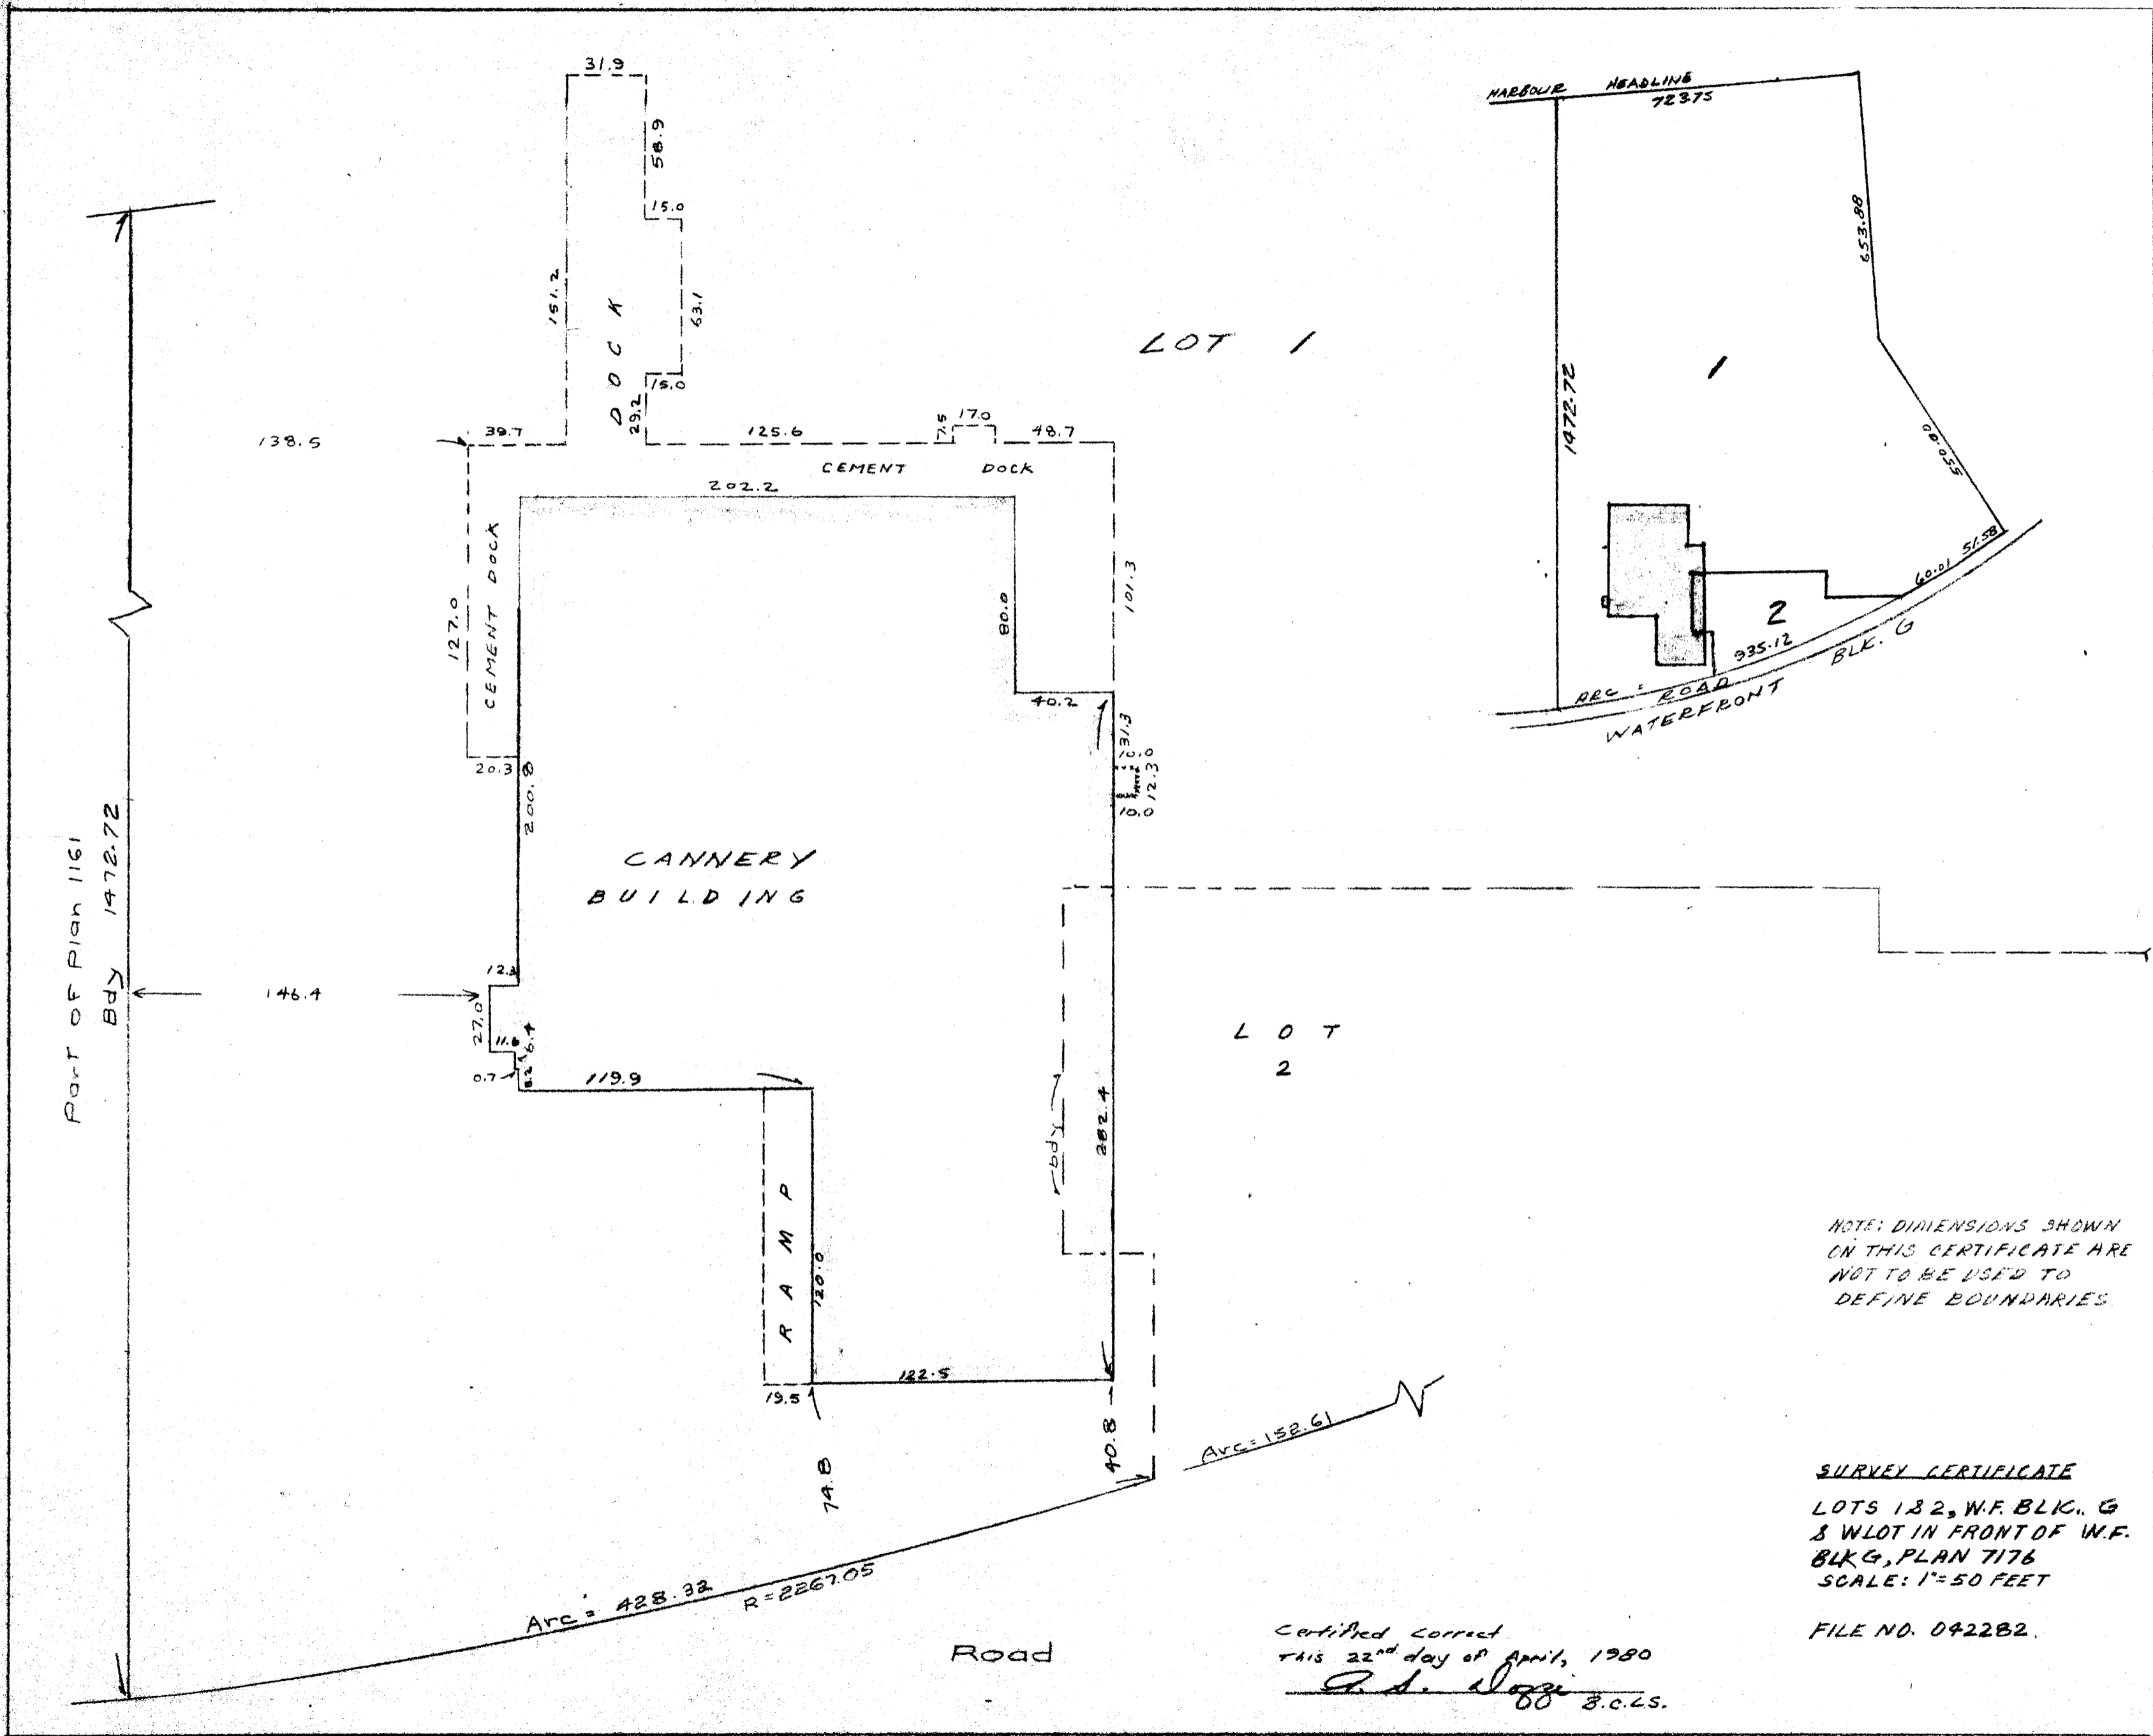 31.9
58.9
15.0
151.2
DOCK
63.1
15.0
29.2
138.5
39.7
125.6
7.5
17.0
48.7
CEMENT DOCK
202.2
127.0
CEMENT DOCK
80.0
101.3
40.2
31.3
10.0
12.3
10.0
20.3
200.8
LOT 1
CANNERY
BUILDING
Part OF Plan 1161
Bdy 1472.72
146.4
27.0
11.6
6.4
0.7
119.9
bdy
282.4
LOT
2
RAMP
120.0
19.5
122.5
74.8
40.8
Arc = 152.61
Arc = 428.32
R = 2267.05
Road
HARBOUR HEADLINE
723.75
653.88
1472.72
1
550.00
51.58
60.01
2
935.12
ARC =
ROAD
BLK. G
WATERFRONT
NOTE: DIMENSIONS SHOWN
ON THIS CERTIFICATE ARE
NOT TO BE USED TO
DEFINE BOUNDARIES
SURVEY CERTIFICATE
LOTS 1 & 2, W.F. BLK. G
& WLOT IN FRONT OF W.F.
BLK G, PLAN 7176
SCALE: 1"=50 FEET
FILE NO. 042282.
Certified Correct
This 22nd day of April, 1980
B.C.L.S.